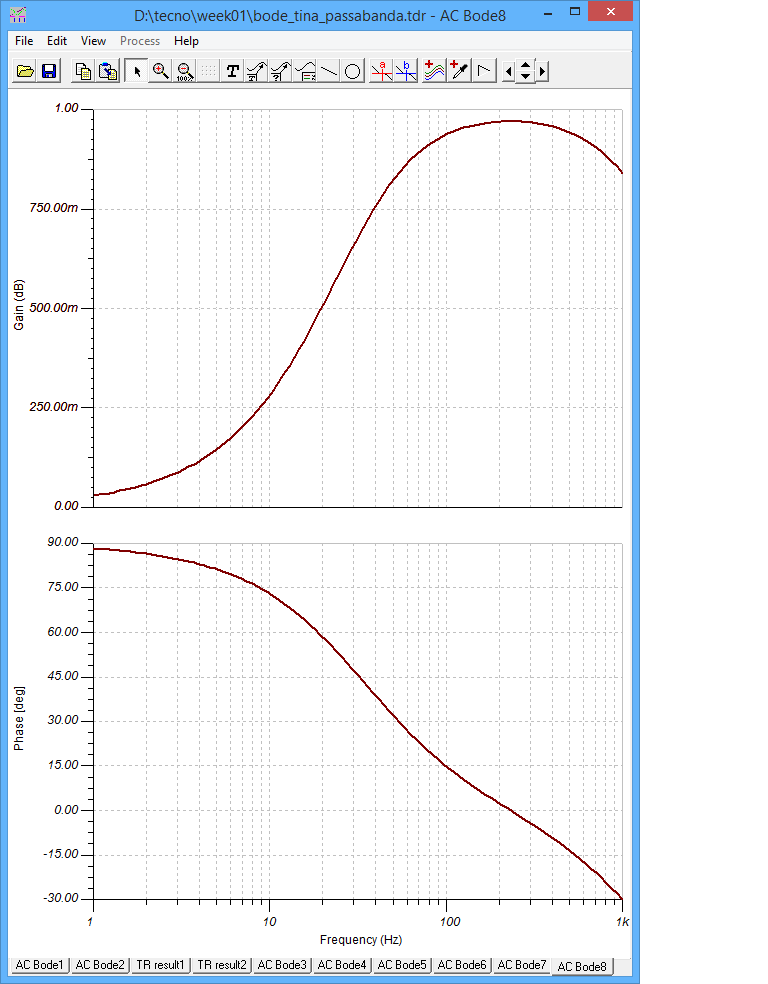 D:\tecno\week01\bode_tina_passabanda.tdr - AC Bode8
File Edit View Process Help
100% T ? a b
1.00
750.00m
500.00m
250.00m
0.00
Gain (dB)
90.00
75.00
60.00
45.00
30.00
15.00
0.00
-15.00
-30.00
Phase [deg]
1 10 100 1k
Frequency (Hz)
AC Bode1 AC Bode2 TR result1 TR result2 AC Bode3 AC Bode4 AC Bode5 AC Bode6 AC Bode7 AC Bode8